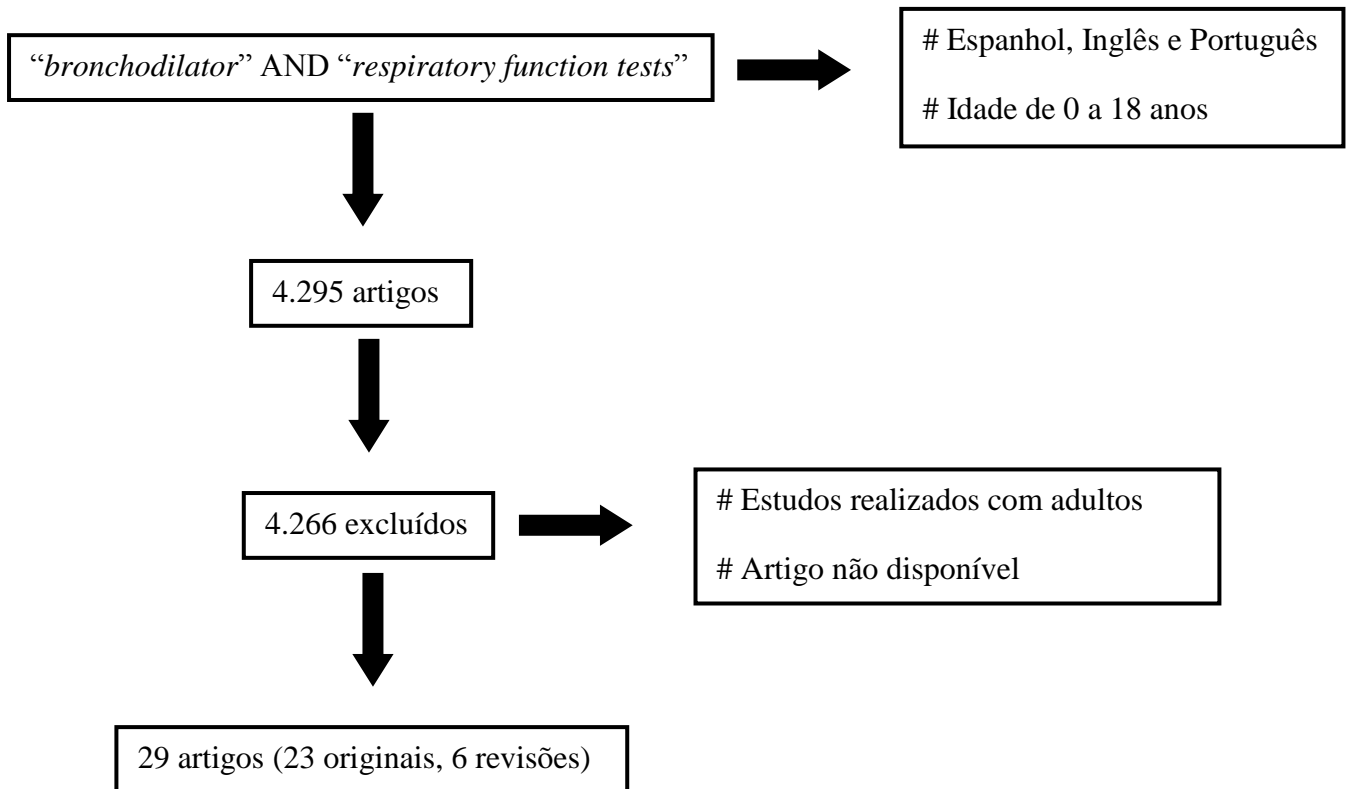 “bronchodilator” AND “respiratory function tests”
# Espanhol, Inglês e Português
# Idade de 0 a 18 anos
4.295 artigos
4.266 excluídos
# Estudos realizados com adultos
# Artigo não disponível
29 artigos (23 originais, 6 revisões)